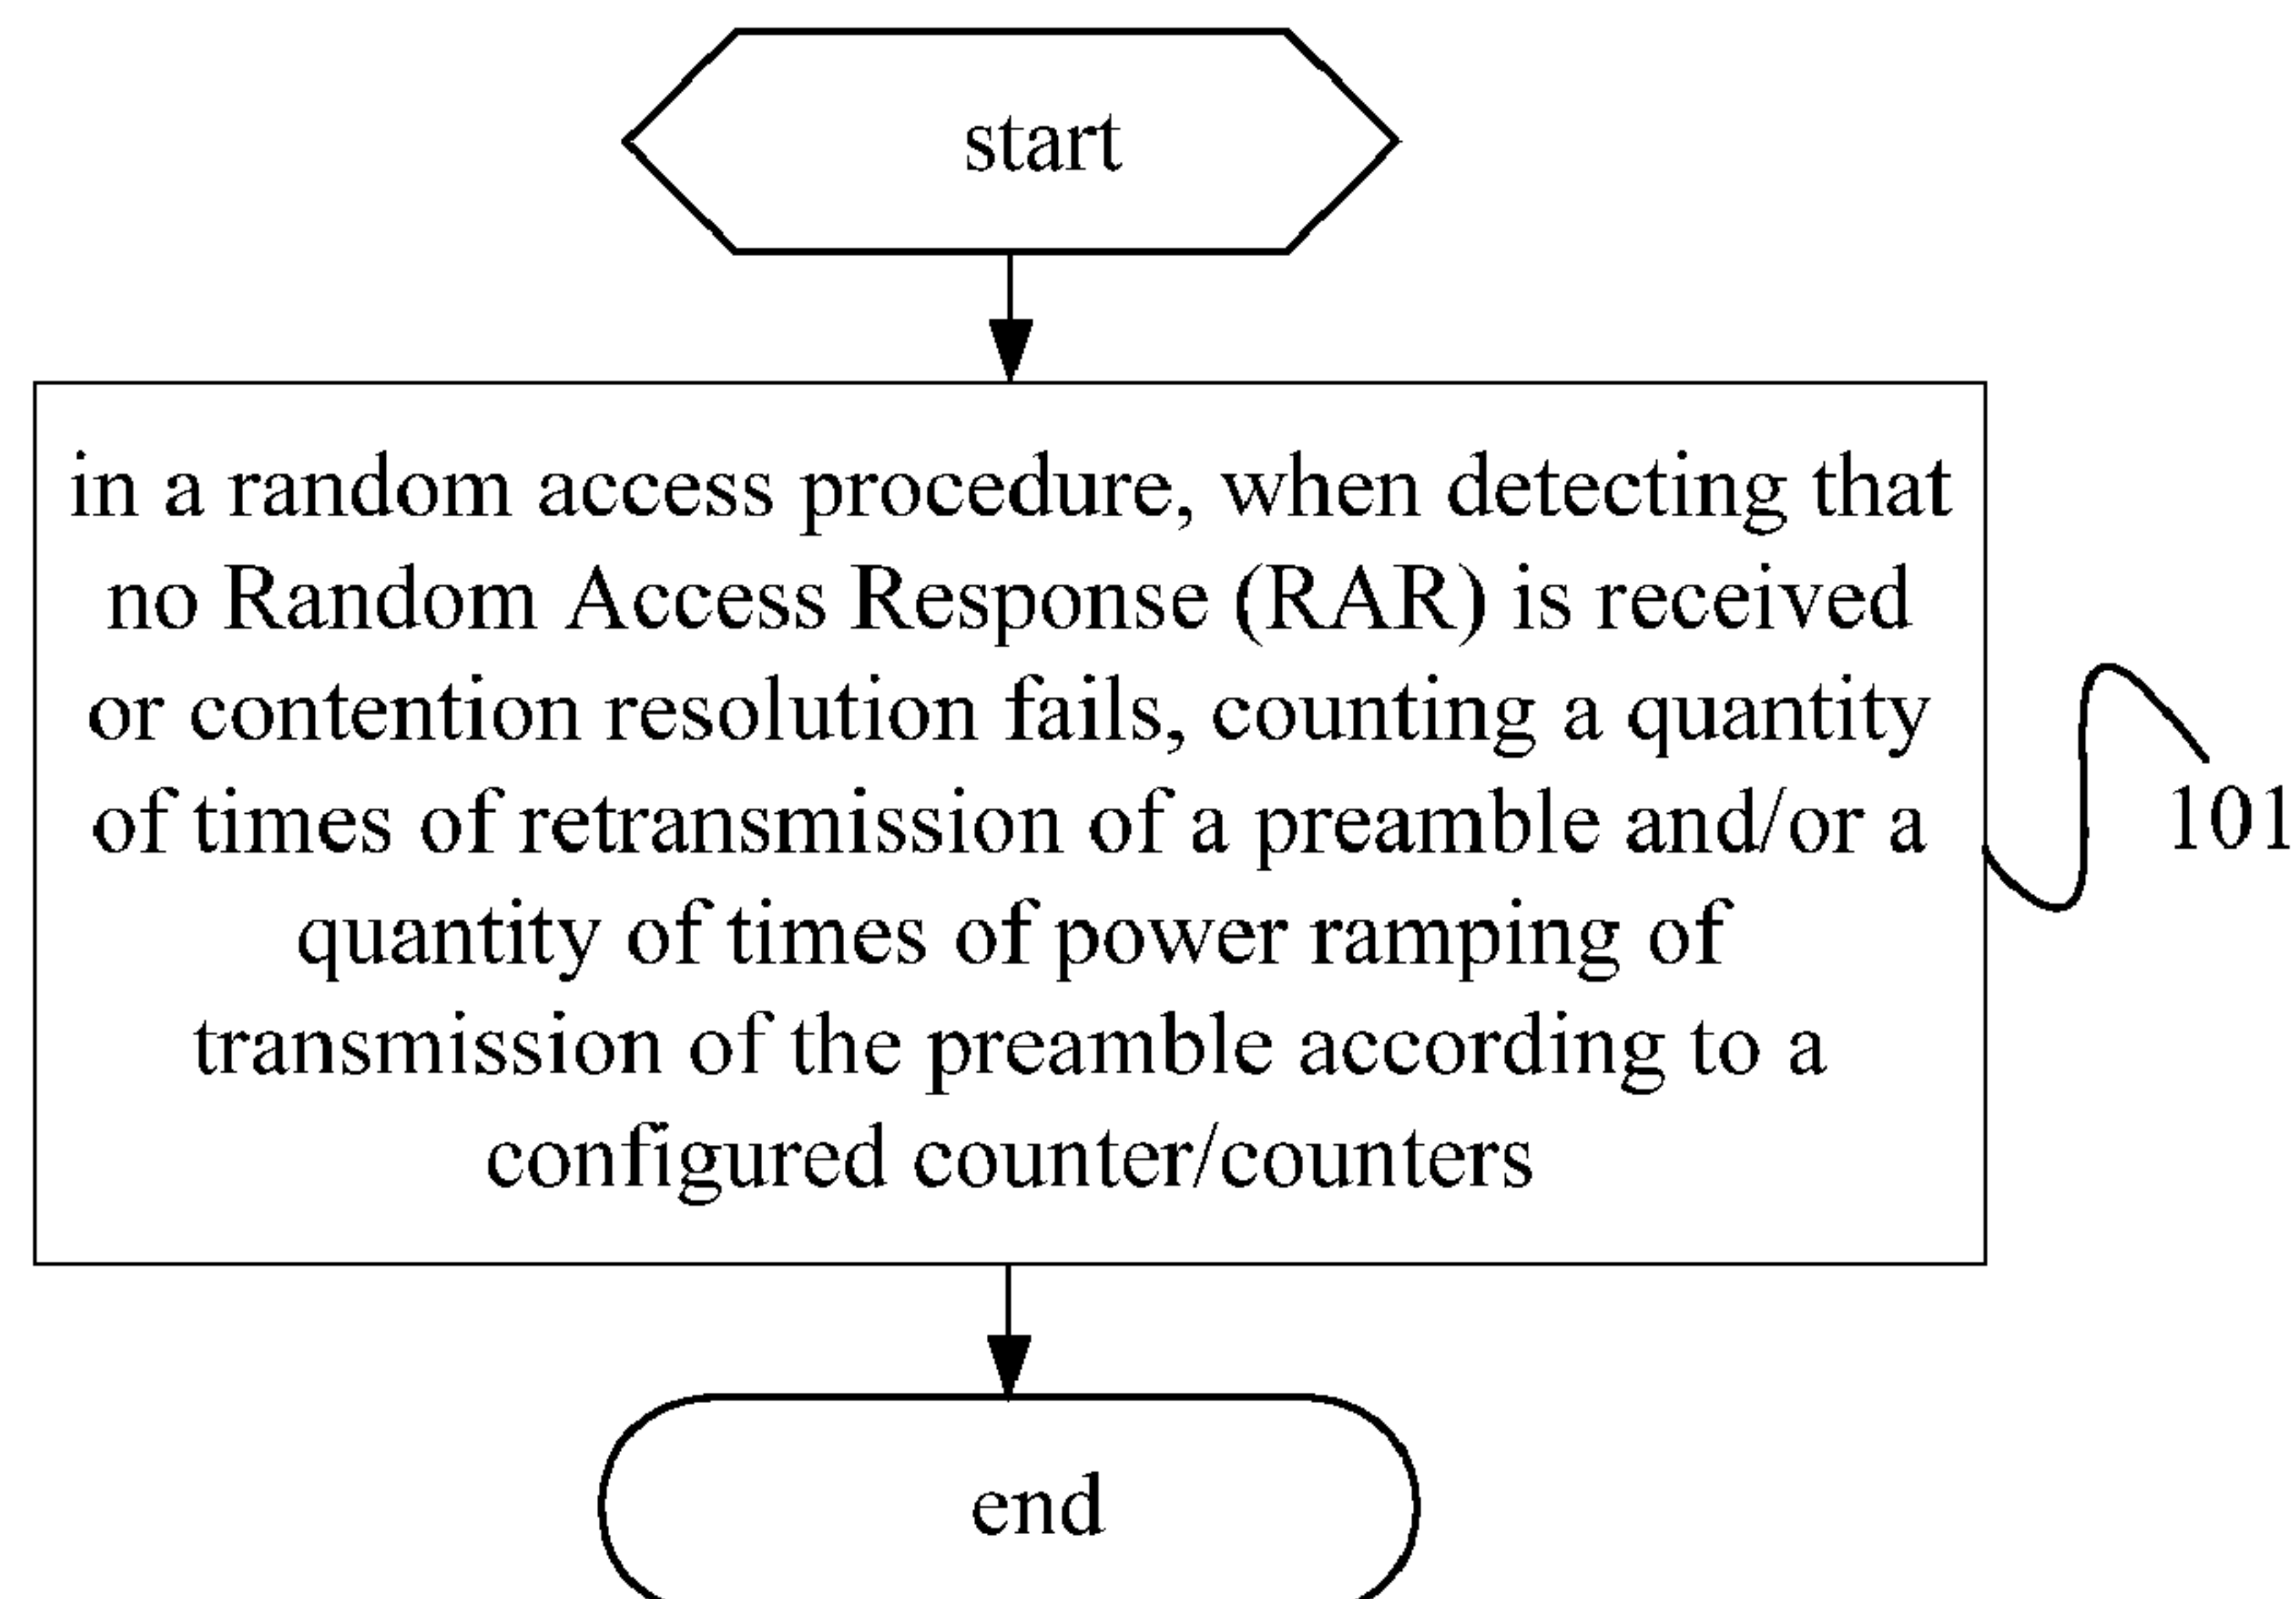 start
in a random access procedure, when detecting that
no Random Access Response (RAR) is received
or contention resolution fails, counting a quantity
of times of retransmission of a preamble and/or a
quantity of times of power ramping of
transmission of the preamble according to a
configured counter/counters
101
end